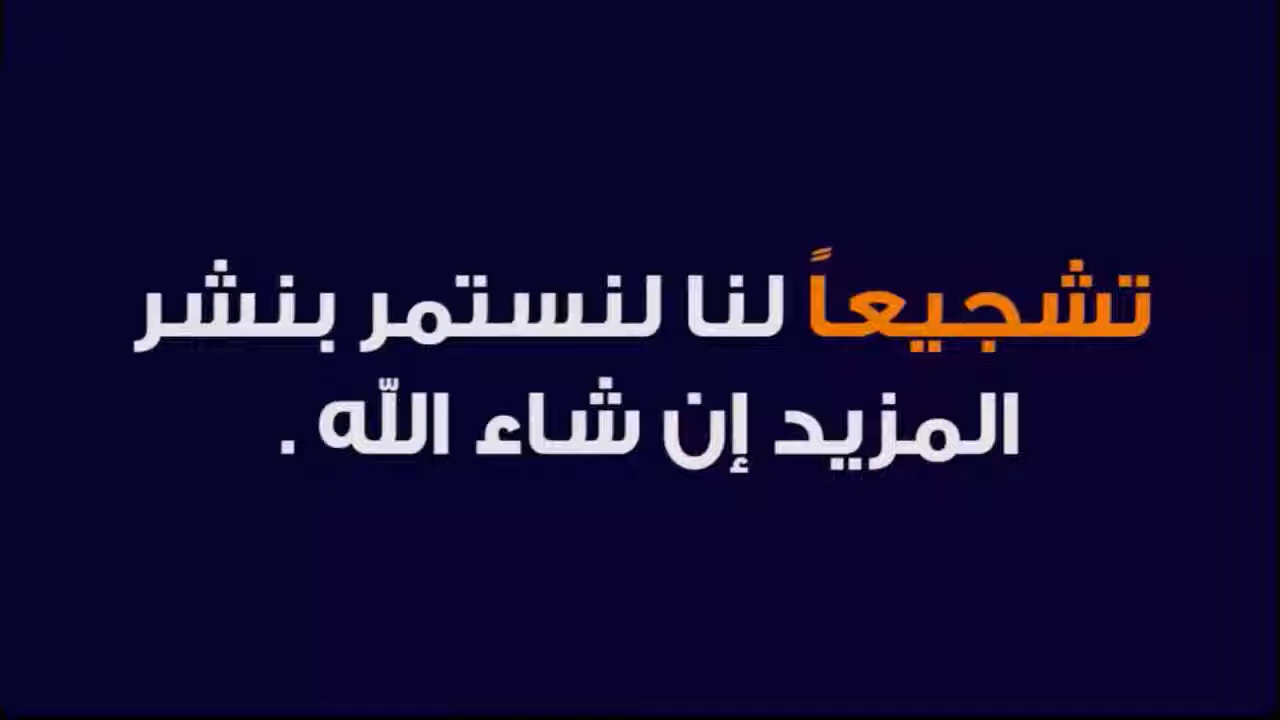 تشجيعاً لنا لنستمر بنشر
المزيد إن شاء الله .